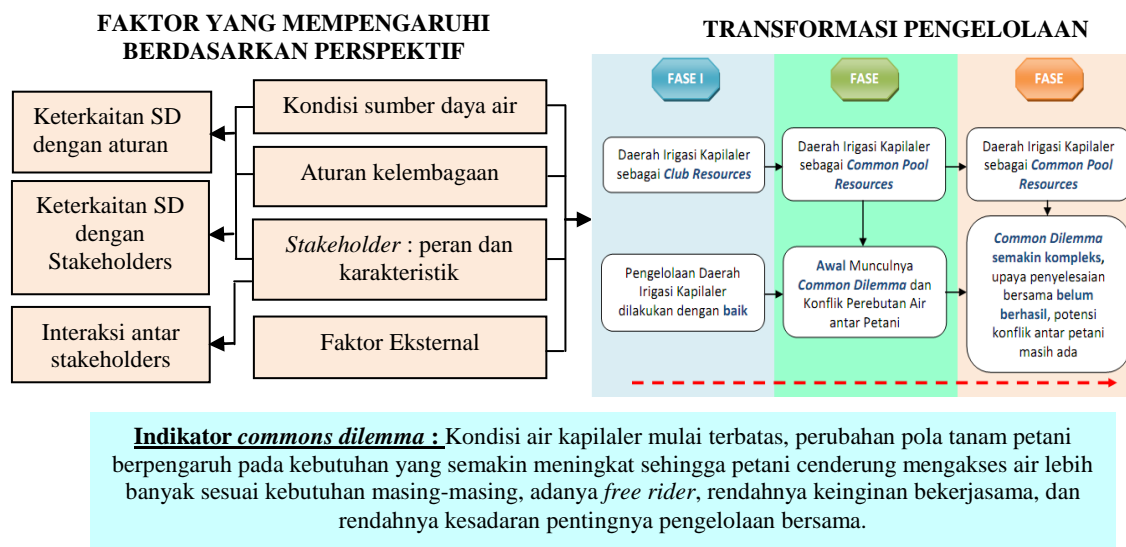 FAKTOR YANG MEMPENGARUHI
BERDASARKAN PERSPEKTIF
Keterkaitan SD
dengan aturan
Keterkaitan SD
dengan
Stakeholders
Interaksi antar
stakeholders
Kondisi sumber daya air
Aturan kelembagaan
Stakeholder : peran dan
karakteristik
Faktor Eksternal
TRANSFORMASI PENGELOLAAN
FASE I
FASE
FASE
Daerah Irigasi Kapilaler
sebagai Club Resources
Daerah Irigasi Kapilaler
sebagai Common Pool
Resources
Daerah Irigasi Kapilaler
sebagai Common Pool
Resources
Pengelolaan Daerah
Irigasi Kapilaler
dilakukan dengan baik
Awal Munculnya
Common Dilemma dan
Konflik Perebutan Air
antar Petani
Common Dilemma
semakin kompleks,
upaya penyelesaian
bersama belum
berhasil, potensi
konflik antar petani
masih ada
Indikator commons dilemma : Kondisi air kapilaler mulai terbatas, perubahan pola tanam petani
berpengaruh pada kebutuhan yang semakin meningkat sehingga petani cenderung mengakses air lebih
banyak sesuai kebutuhan masing-masing, adanya free rider, rendahnya keinginan bekerjasama, dan
rendahnya kesadaran pentingnya pengelolaan bersama.